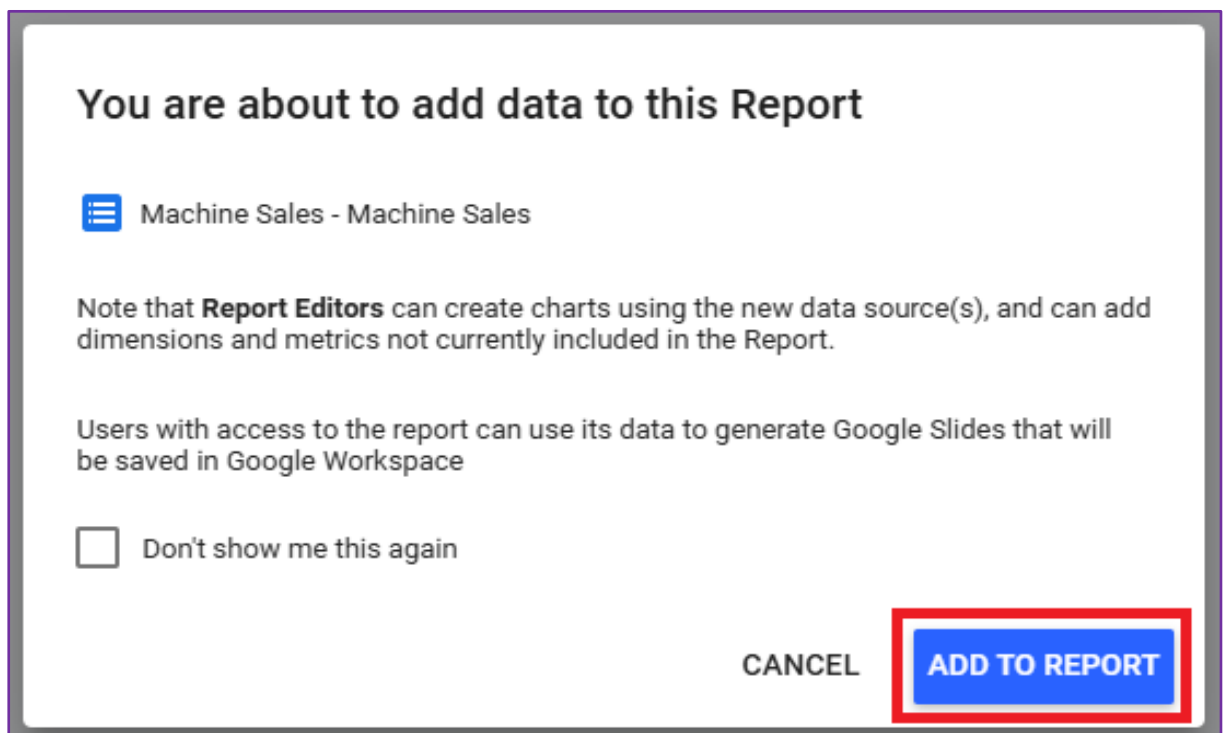 You are about to add data to this Report
Machine Sales - Machine Sales
Note that Report Editors can create charts using the new data source(s), and can add
dimensions and metrics not currently included in the Report.
Users with access to the report can use its data to generate Google Slides that will
be saved in Google Workspace
Don't show me this again
CANCEL ADD TO REPORT